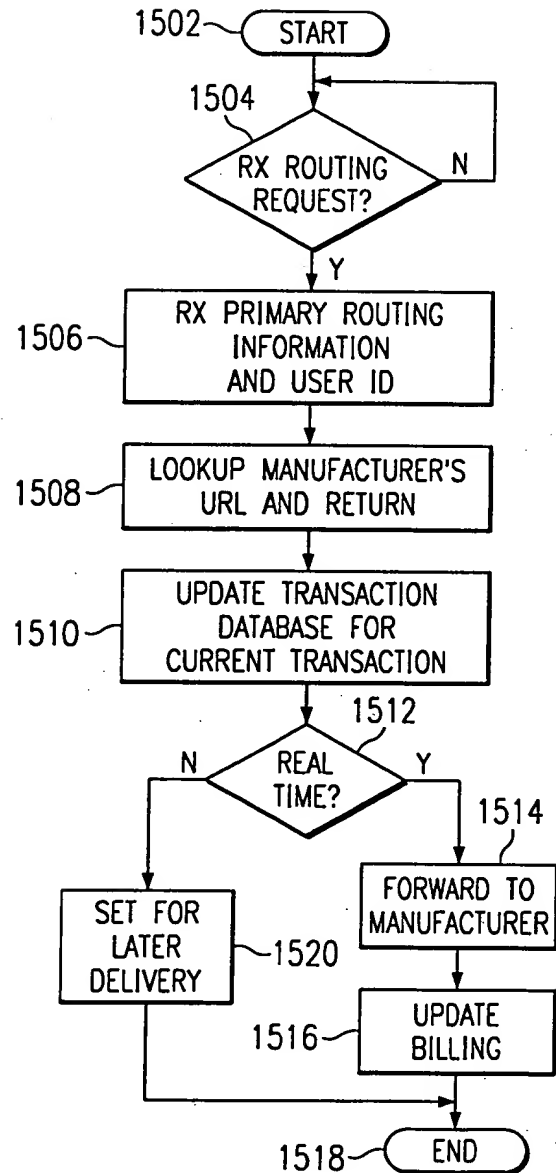 1502
START
1504
RX ROUTING
REQUEST?
N
Y
1506
RX PRIMARY ROUTING
INFORMATION
AND USER ID
1508
LOOKUP MANUFACTURER'S
URL AND RETURN
1510
UPDATE TRANSACTION
DATABASE FOR
CURRENT TRANSACTION
1512
N
REAL
TIME?
Y
1514
SET FOR
LATER
DELIVERY
1520
FORWARD TO
MANUFACTURER
1516
UPDATE
BILLING
1518
END